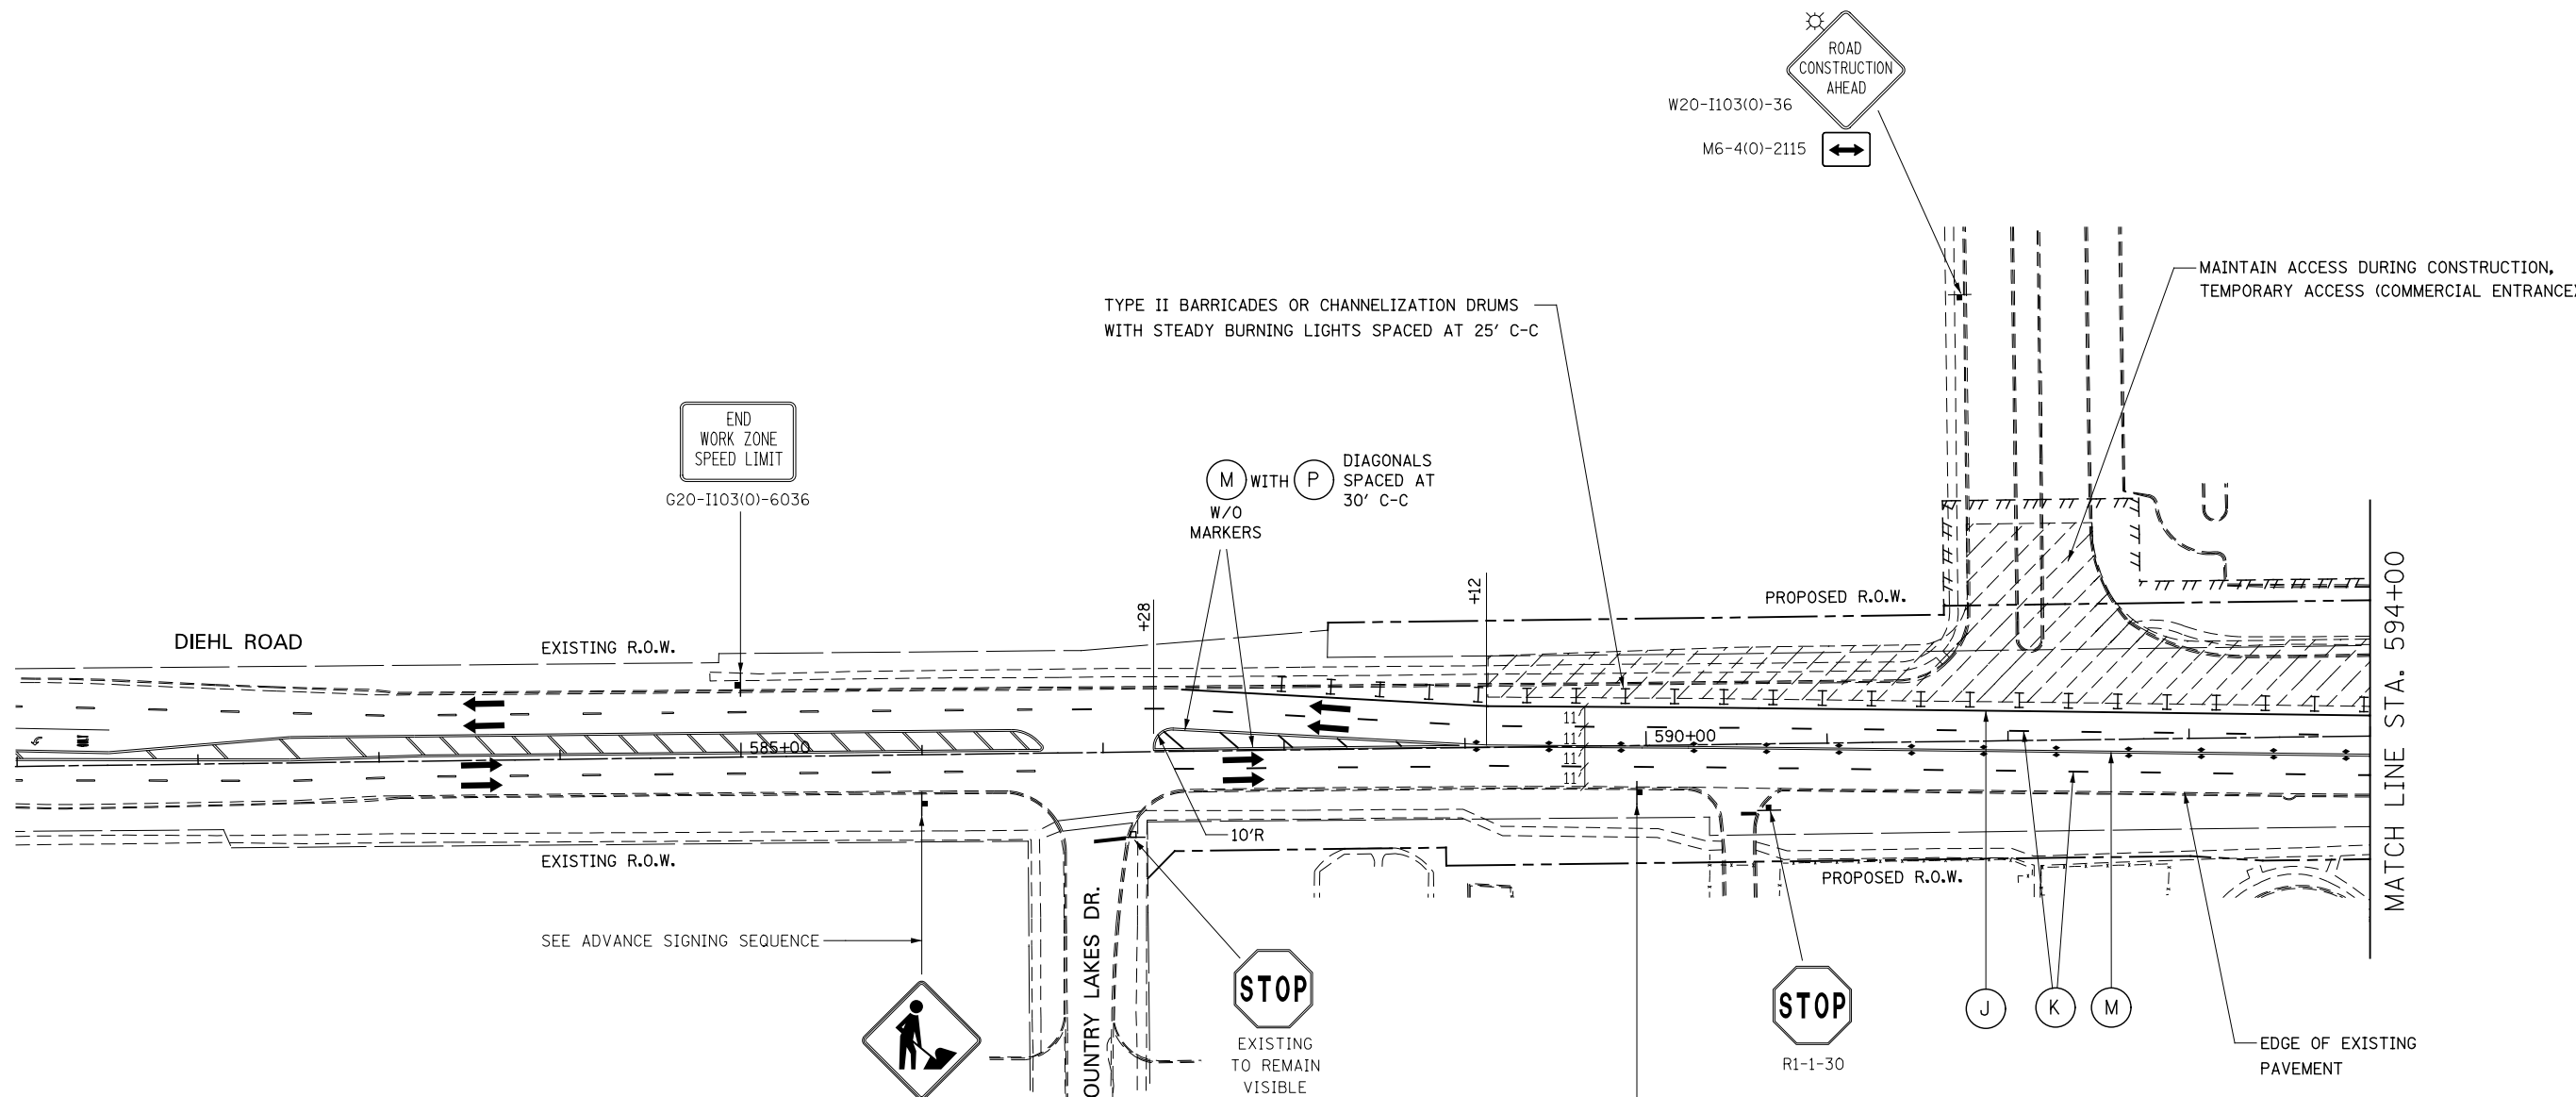 ROAD
CONSTRUCTION
AHEAD
W20-I103(O)-36
M6-4(O)-2115
MAINTAIN ACCESS DURING CONSTRUCTION,
TEMPORARY ACCESS (COMMERCIAL ENTRANCE)
TYPE II BARRICADES OR CHANNELIZATION DRUMS
WITH STEADY BURNING LIGHTS SPACED AT 25' C-C
END
WORK ZONE
SPEED LIMIT
G20-I103(O)-6036
M WITH P DIAGONALS
SPACED AT
30' C-C
W/O
MARKERS
+28
+12
PROPOSED R.O.W.
DIEHL ROAD
EXISTING R.O.W.
MATCH LINE STA. 594+00
585+00
590+00
11'
11'
11'
11'
10'R
EXISTING R.O.W.
PROPOSED R.O.W.
SEE ADVANCE SIGNING SEQUENCE
OUNTRY LAKES DR.
STOP
EXISTING
TO REMAIN
VISIBLE
STOP
R1-1-30
J
K
M
EDGE OF EXISTING
PAVEMENT